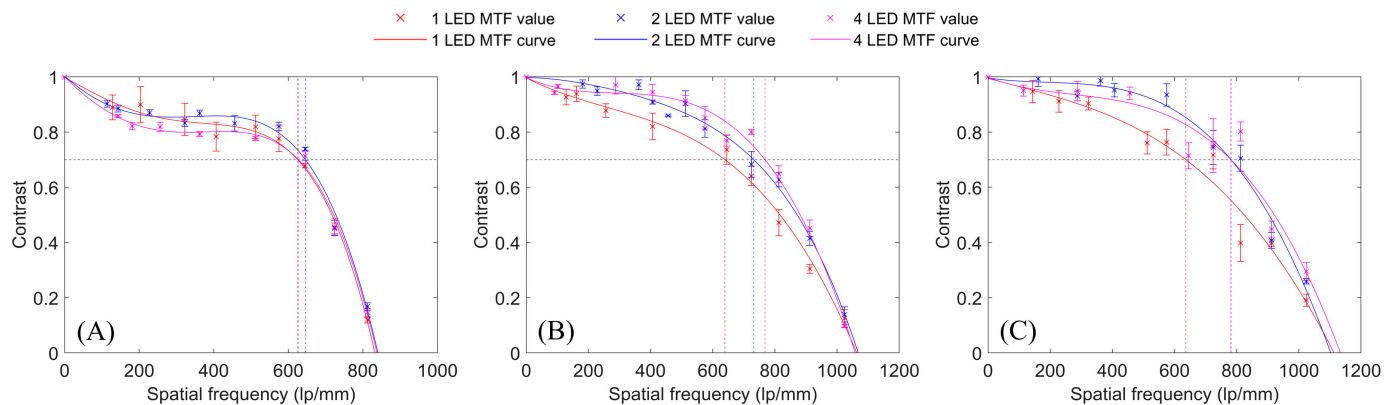 1 LED MTF value 2 LED MTF value 4 LED MTF value
1 LED MTF curve 2 LED MTF curve 4 LED MTF curve
1
0.8
0.6
0.4
0.2
0
Contrast
(A)
0 200 400 600 800 1000
Spatial frequency (lp/mm)
1
0.8
0.6
0.4
0.2
0
Contrast
(B)
0 200 400 600 800 1000 1200
Spatial frequency (lp/mm)
1
0.8
0.6
0.4
0.2
0
Contrast
(C)
0 200 400 600 800 1000 1200
Spatial frequency (lp/mm)